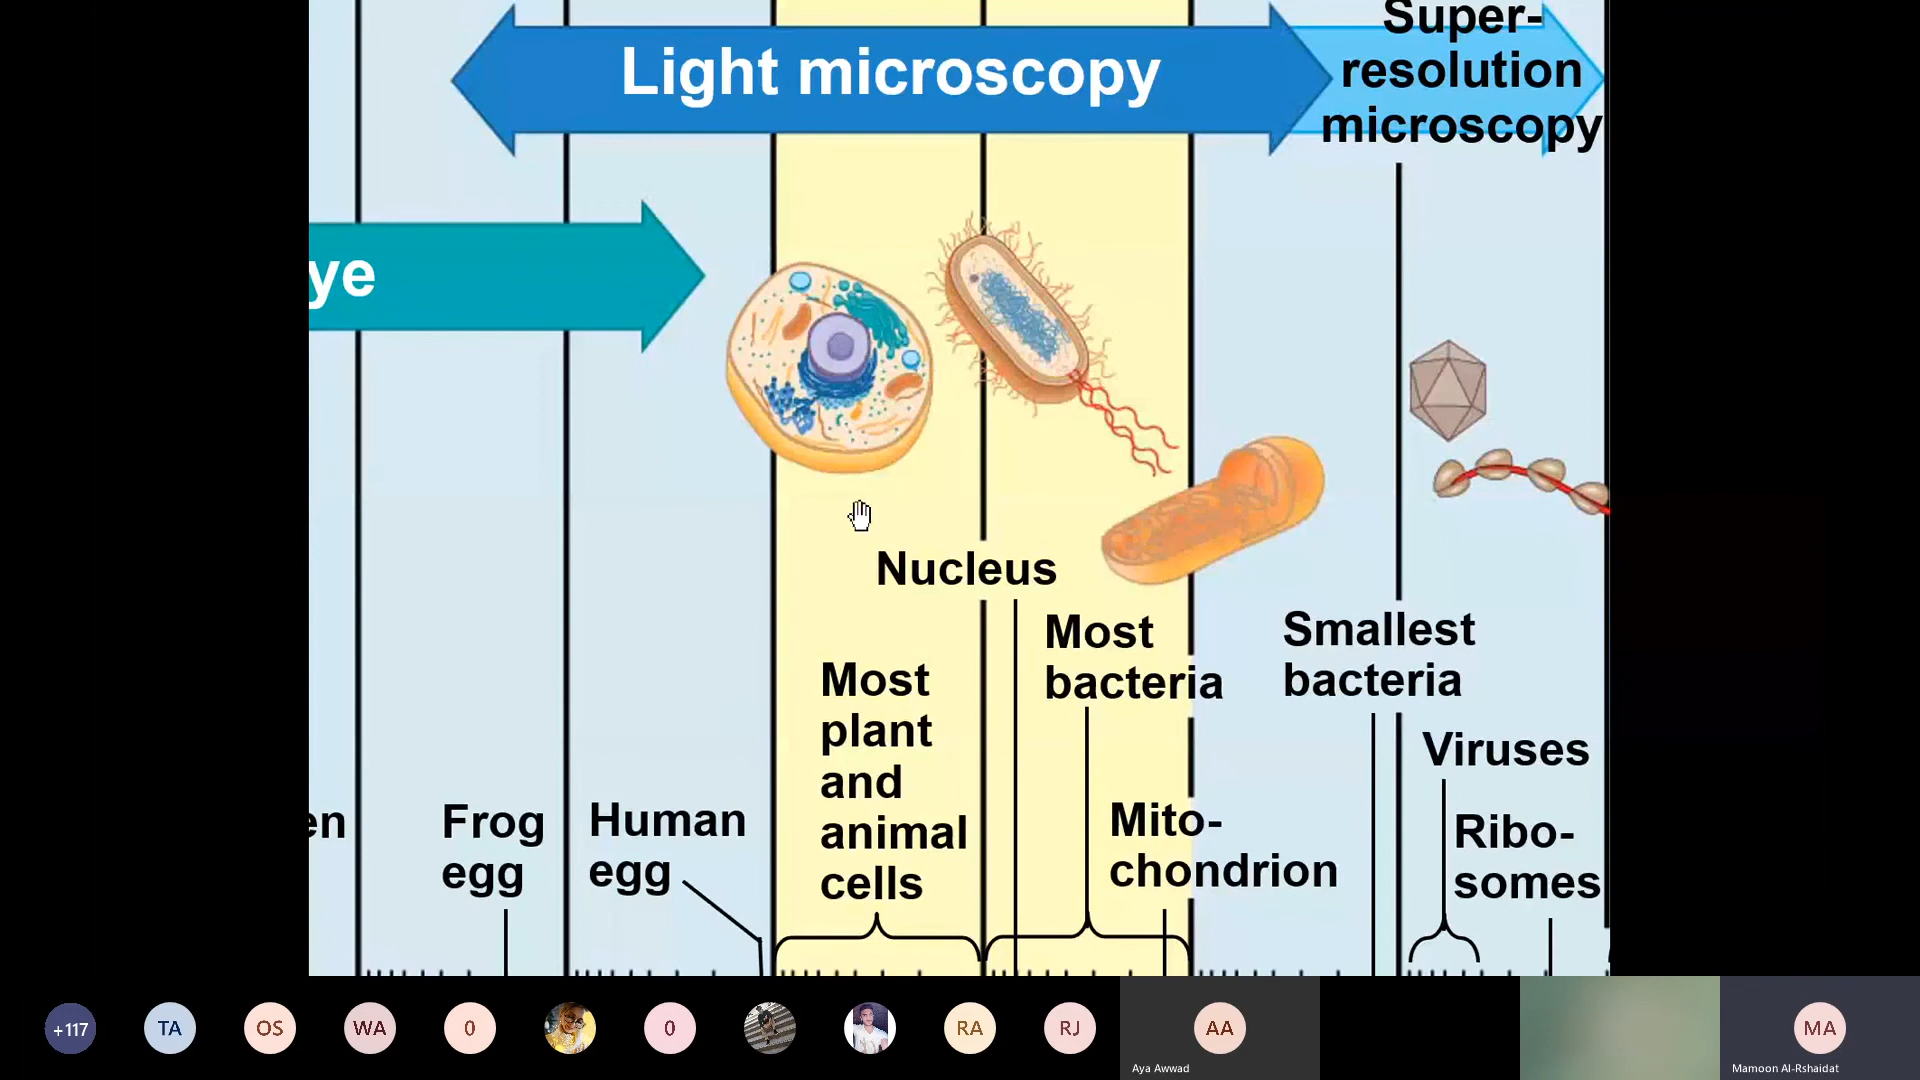 Light microscopy
Super-
resolution
microscopy
ye
Nucleus
Most
bacteria
Smallest
bacteria
Most
plant
and
animal
cells
Viruses
en
Frog
egg
Human
egg
Mito-
chondrion
Ribo-
somes
+117
TA
OS
WA
0
0
RA
RJ
AA
MA
Aya Awwad
Mamoon Al-Rshaidat